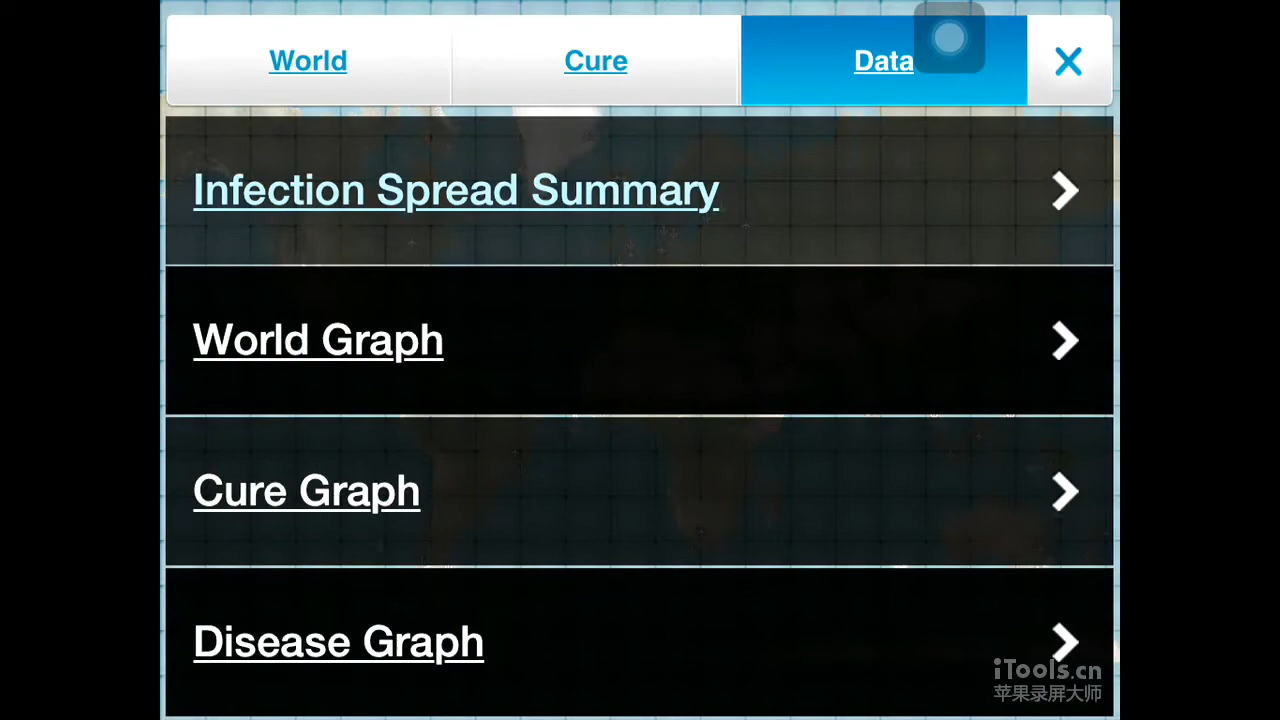 World
Cure
Data
Infection Spread Summary
World Graph
Cure Graph
Disease Graph
iTools.cn
苹果录屏大师